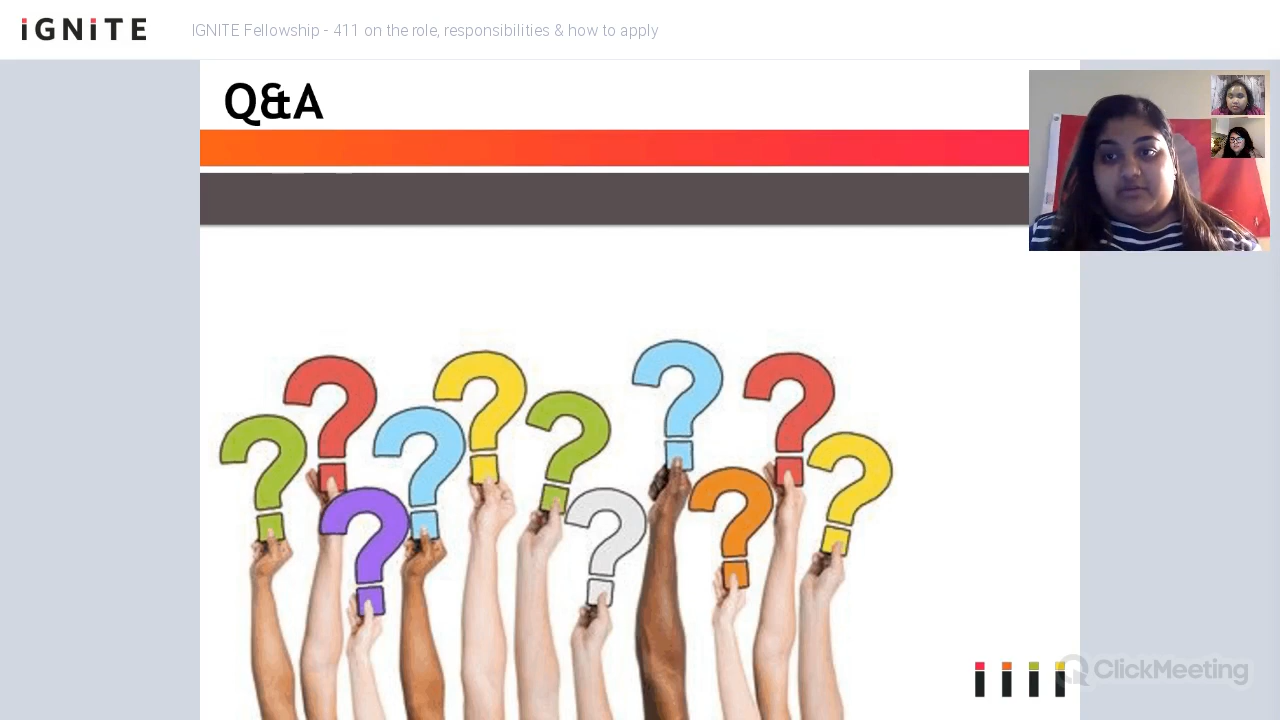 iGNiTE
IGNITE Fellowship - 411 on the role, responsibilities & how to apply
Q&A
? ? ? ? ? ? ? ? ? ? ?
ClickMeeting